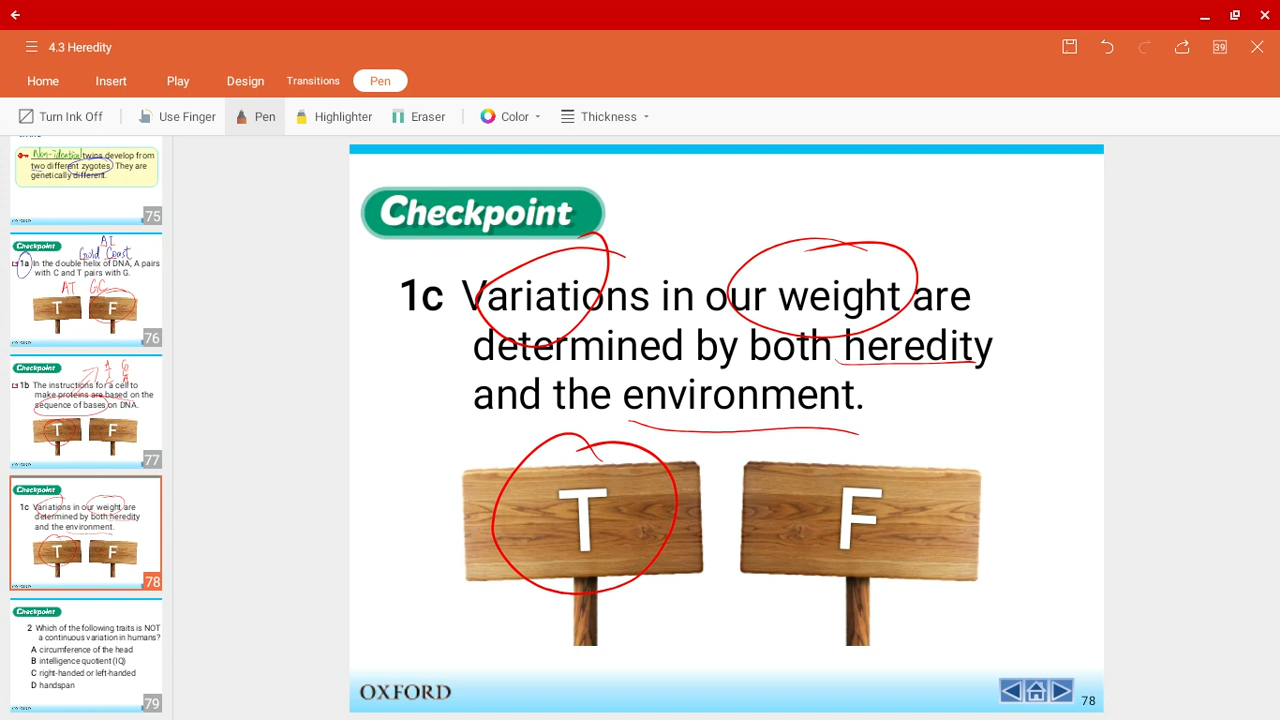 4.3 Heredity
39
Home Insert Play Design Transitions Pen
Turn Ink Off Use Finger Pen Highlighter Eraser Color Thickness
Non-identical twins develop from
two different zygotes. They are
genetically different.
75
Checkpoint
Gold Coast
1a In the double helix of DNA, A pairs
with C and T pairs with G.
AT GC
T F
76
Checkpoint
1b The instructions for a cell to
make proteins are based on the
sequence of bases on DNA.
T F
77
Checkpoint
1c Variations in our weight are
determined by both heredity
and the environment.
T F
78
Checkpoint
2 Which of the following traits is NOT
a continuous variation in humans?
A circumference of the head
B intelligence quotient (IQ)
C right-handed or left-handed
D handspan
79
Checkpoint
1c Variations in our weight are
determined by both heredity
and the environment.
T F
OXFORD
78